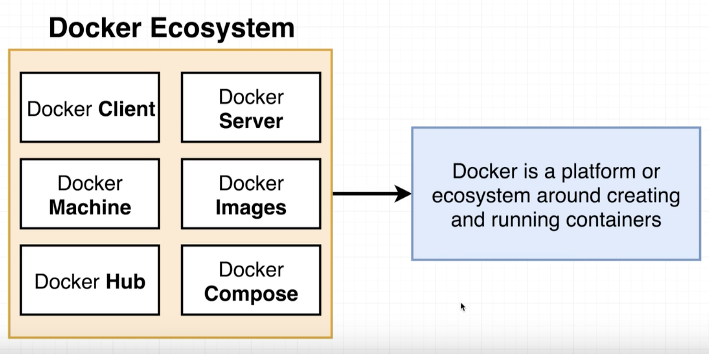 Docker Ecosystem
Docker Client
Docker
Server
Docker
Machine
Docker
Images
Docker Hub
Docker
Compose
Docker is a platform or
ecosystem around creating
and running containers